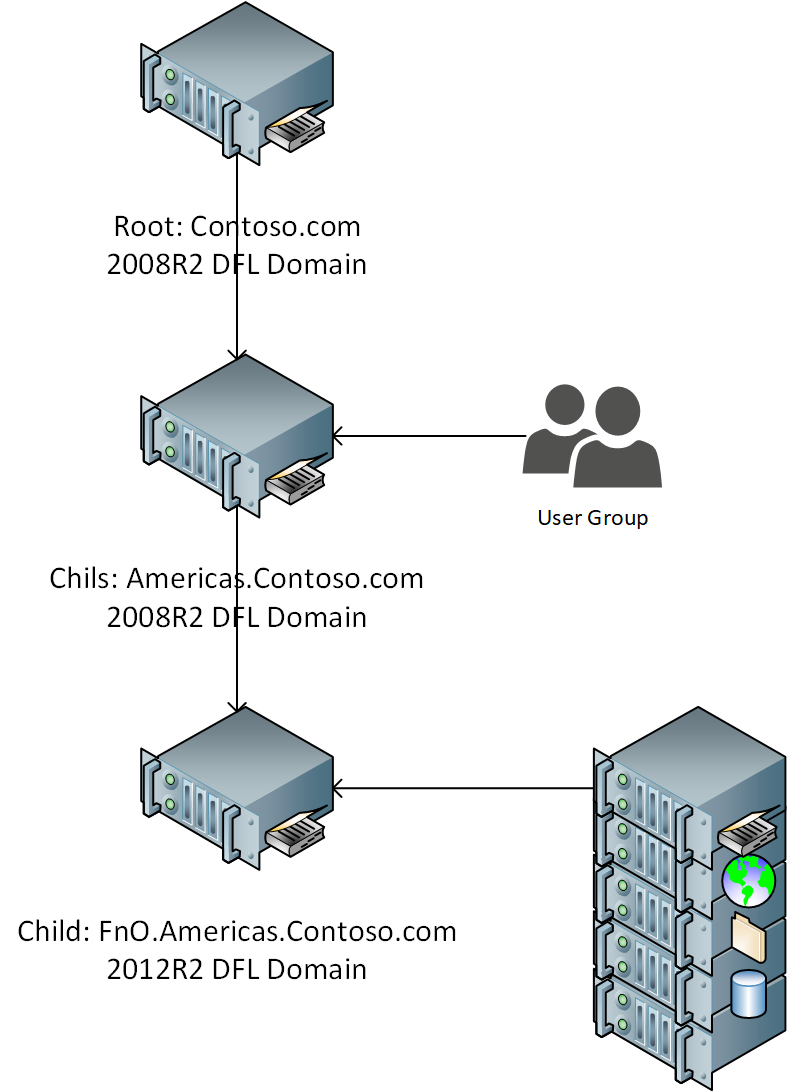 Root: Contoso.com
2008R2 DFL Domain
User Group
Chils: Americas.Contoso.com
2008R2 DFL Domain
Child: FnO.Americas.Contoso.com
2012R2 DFL Domain